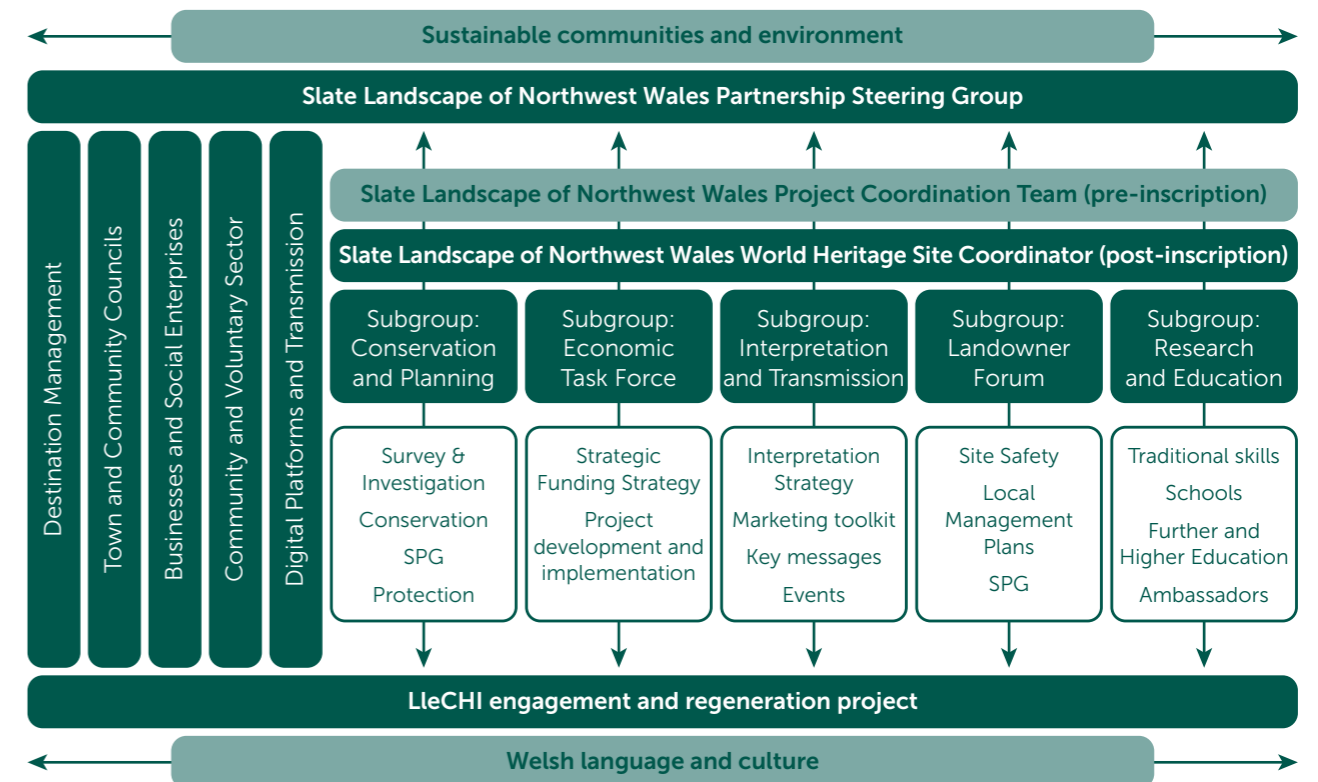 Sustainable communities and environment
Slate Landscape of Northwest Wales Partnership Steering Group
Destination Management
Town and Community Councils
Businesses and Social Enterprises
Community and Voluntary Sector
Digital Platforms and Transmission
Slate Landscape of Northwest Wales Project Coordination Team (pre-inscription)
Slate Landscape of Northwest Wales World Heritage Site Coordinator (post-inscription)
Subgroup:
Conservation
and Planning
Subgroup:
Economic
Task Force
Subgroup:
Interpretation
and Transmission
Subgroup:
Landowner
Forum
Subgroup:
Research
and Education
Survey &
Investigation
Conservation
SPG
Protection
Strategic
Funding Strategy
Project
development and
implementation
Interpretation
Strategy
Marketing toolkit
Key messages
Events
Site Safety
Local
Management
Plans
SPG
Traditional skills
Schools
Further and
Higher Education
Ambassadors
LleCHI engagement and regeneration project
Welsh language and culture